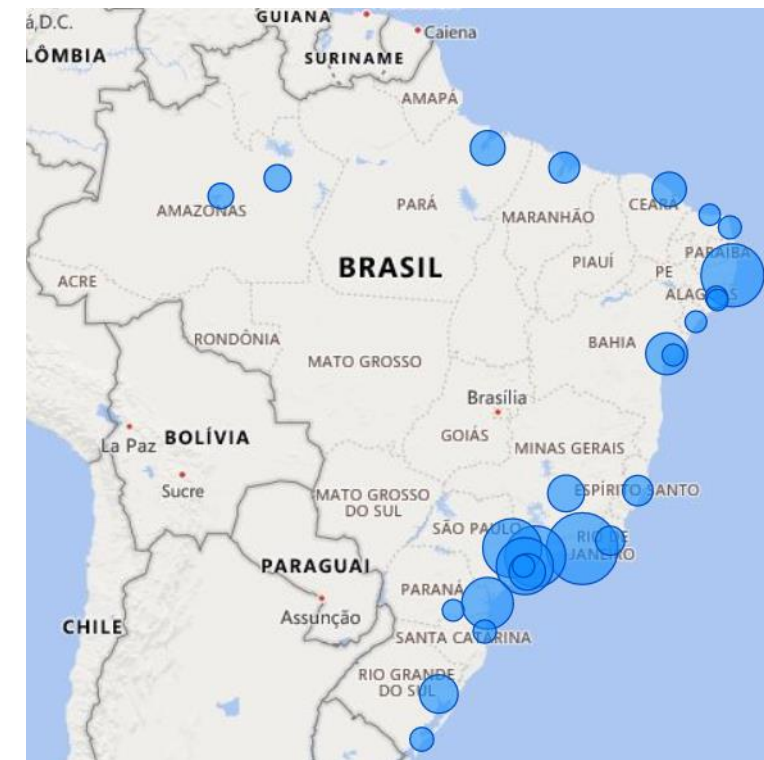 GUIANA
á,D.C.
Caiena
LÔMBIA
SURINAME
AMAPÁ
AMAZONAS
PARÁ
MARANHÃO
CEARÁ
PARAÍBA
PIAUÍ
PE
BRASIL
ACRE
ALAGOAS
RONDÔNIA
MATO GROSSO
BAHIA
Brasília
GOIÁS
MINAS GERAIS
La Paz
BOLÍVIA
Sucre
MATO GROSSO
DO SUL
ESPÍRITO SANTO
SÃO PAULO
RIO DE
JANEIRO
PARAGUAI
PARANÁ
Assunção
CHILE
SANTA CATARINA
RIO GRANDE
DO SUL